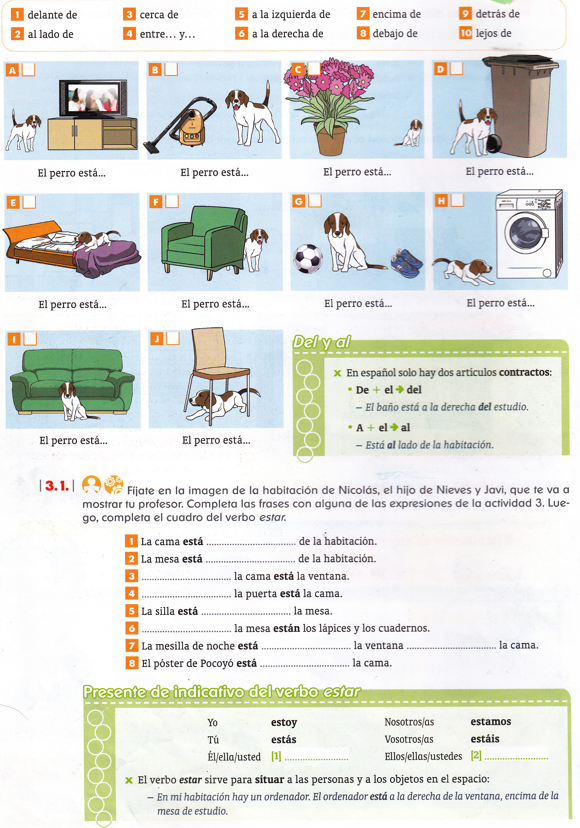 1 delante de 3 cerca de 5 a la izquierda de 7 encima de 9 detrás de
2 al lado de 4 entre... y... 6 a la derecha de 8 debajo de 10 lejos de
A B C D
El perro está... El perro está... El perro está... El perro está...
E F G H
El perro está... El perro está... El perro está... El perro está...
I J
El perro está... El perro está...
Del y al
x En español solo hay dos artículos contractos:
• De + el → del
– El baño está a la derecha del estudio.
• A + el → al
– Está al lado de la habitación.
| 3.1. | Fíjate en la imagen de la habitación de Nicolás, el hijo de Nieves y Javi, que te va a
mostrar tu profesor. Completa las frases con alguna de las expresiones de la actividad 3. Lue-
go, completa el cuadro del verbo estar.
1 La cama está .............................. de la habitación.
2 La mesa está .............................. de la habitación.
3 .............................. la cama está la ventana.
4 .............................. la puerta está la cama.
5 La silla está .............................. la mesa.
6 .............................. la mesa están los lápices y los cuadernos.
7 La mesilla de noche está .............................. la ventana .............................. la cama.
8 El póster de Pocoyó está .............................. la cama.
Presente de indicativo del verbo estar
Yo estoy Nosotros/as estamos
Tú estás Vosotros/as estáis
Él/ella/usted [1] ...................... Ellos/ellas/ustedes [2] ......................
x El verbo estar sirve para situar a las personas y a los objetos en el espacio:
– En mi habitación hay un ordenador. El ordenador está a la derecha de la ventana, encima de la
mesa de estudio.